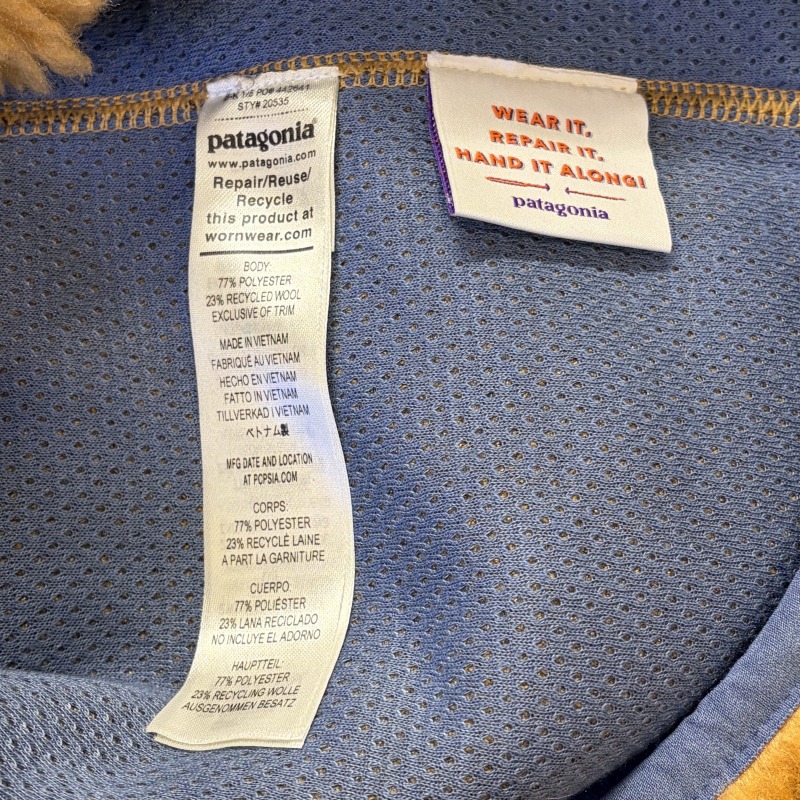 PO# 442641
STY# 20535
patagonia®
www.patagonia.com
Repair/Reuse/
Recycle
this product at
wornwear.com
BODY:
77% POLYESTER
23% RECYCLED WOOL
EXCLUSIVE OF TRIM
MADE IN VIETNAM
FABRIQUÉ AU VIETNAM
HECHO EN VIETNAM
FATTO IN VIETNAM
TILLVERKAD I VIETNAM
ベトナム製
MFG DATE AND LOCATION
AT PCPSIA.COM
CORPS:
77% POLYESTER
23% RECYCLÉ LAINE
A PART LA GARNITURE
CUERPO:
77% POLIÉSTER
23% LANA RECICLADO
NO INCLUYE EL ADORNO
HAUPTTEIL:
77% POLYESTER
23% RECYCLING WOLLE
AUSGENOMMEN BESATZ
WEAR IT,
REPAIR IT.
HAND IT ALONG!
patagonia